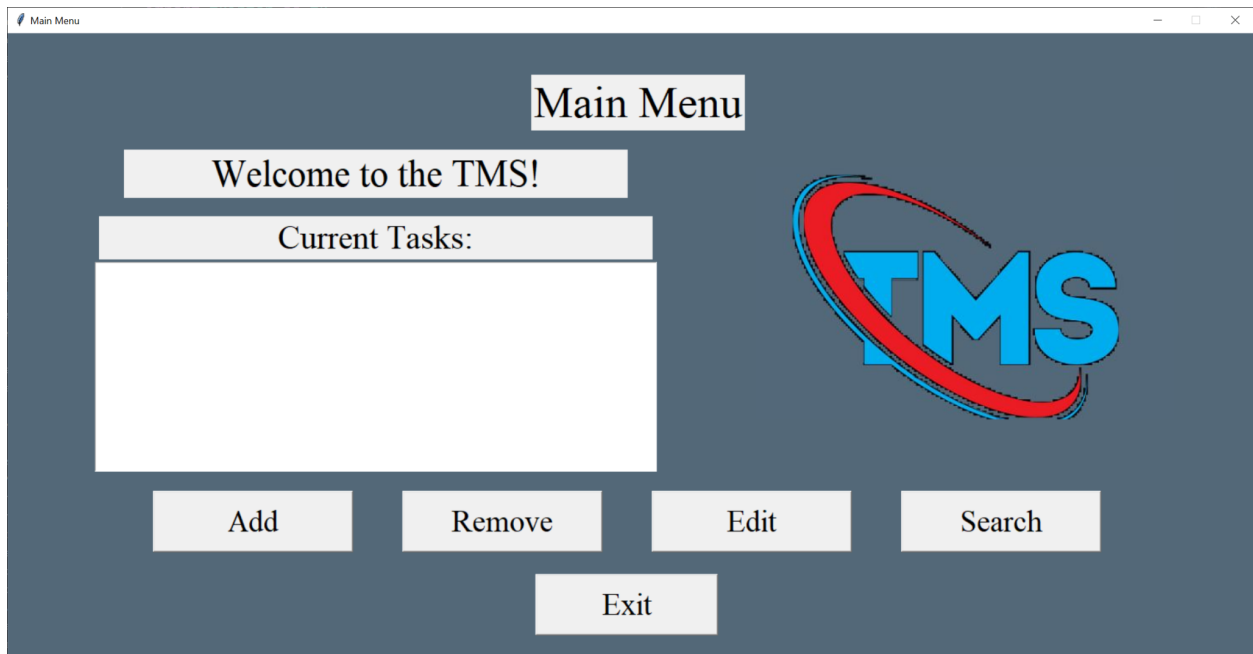 Main Menu
Main Menu
Welcome to the TMS!
Current Tasks:
TMS
Add
Remove
Edit
Search
Exit